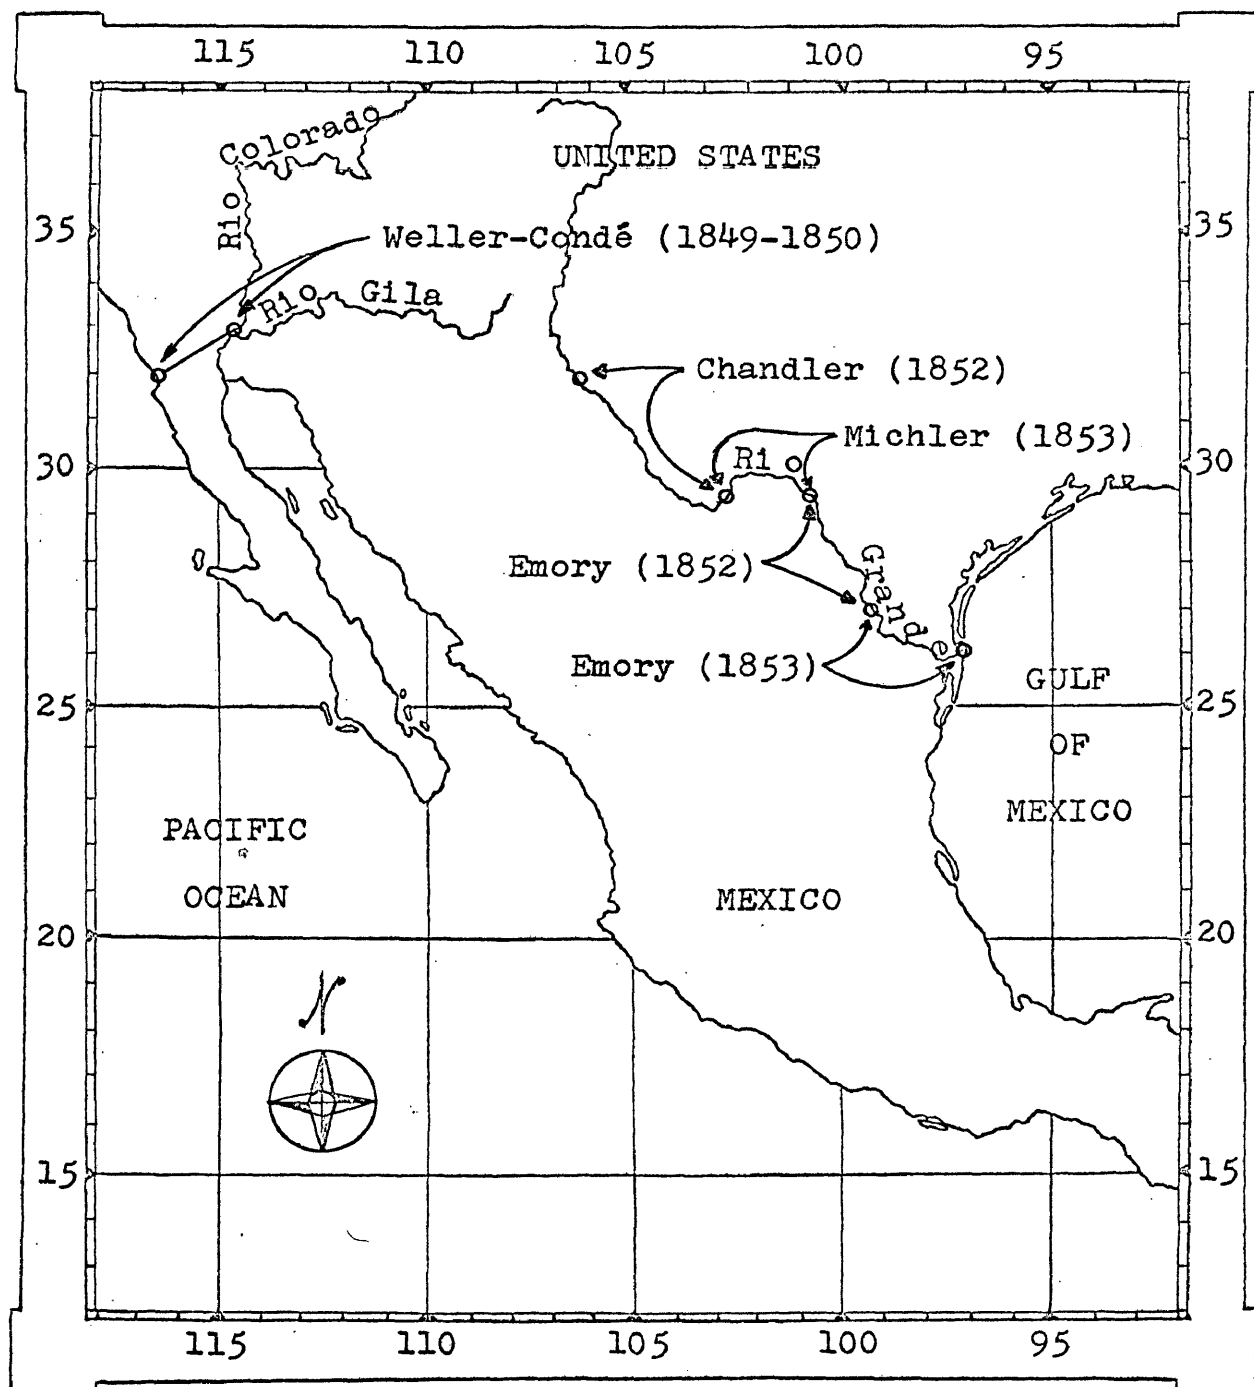 115 110 105 100 95
Colorado
UNITED STATES
Rio
35 35
Weller-Condé (1849-1850)
Rio Gila
Chandler (1852)
Michler (1853)
30 Rio 30
Emory (1852)
Grande
Emory (1853)
GULF
25 25
OF
MEXICO
PACIFIC
OCEAN
MEXICO
20 20
N
15 15
115 110 105 100 95